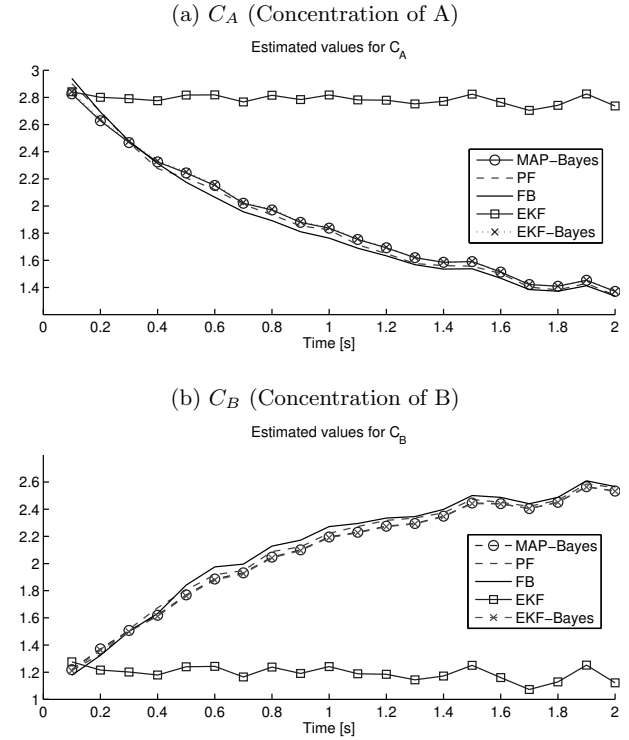 (a) C_A (Concentration of A)
Estimated values for C_A
3
2.8
2.6
2.4
2.2
2
1.8
1.6
1.4
MAP−Bayes
PF
FB
EKF
EKF−Bayes
0 0.2 0.4 0.6 0.8 1 1.2 1.4 1.6 1.8 2
Time [s]
(b) C_B (Concentration of B)
Estimated values for C_B
2.6
2.4
2.2
2
1.8
1.6
1.4
1.2
1
MAP−Bayes
PF
FB
EKF
EKF−Bayes
0 0.2 0.4 0.6 0.8 1 1.2 1.4 1.6 1.8 2
Time [s]